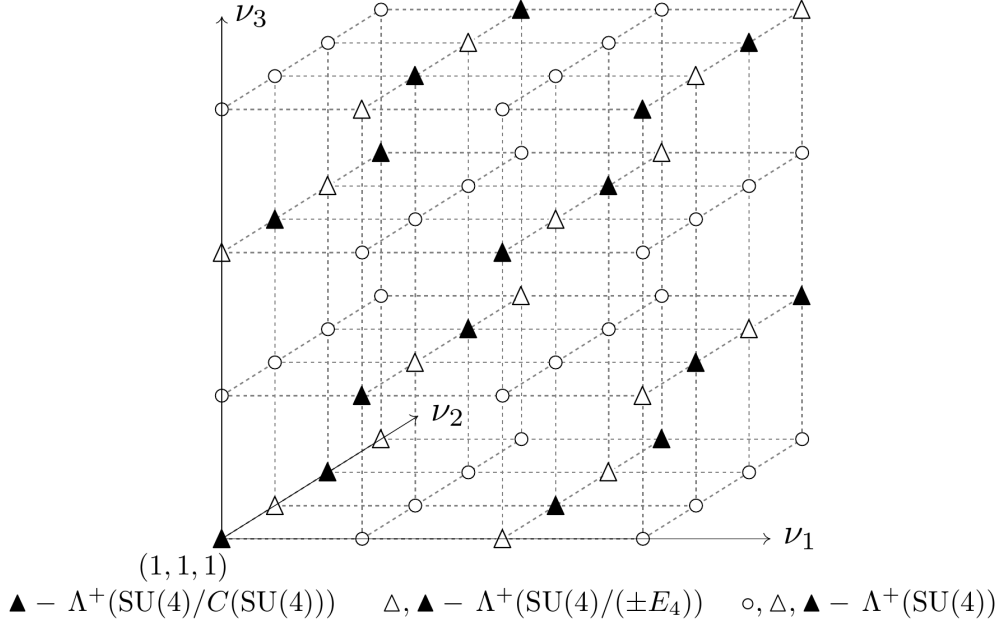 ν₃
ν₂
ν₁
(1, 1, 1)
▲ − Λ⁺(SU(4)/C(SU(4))) △, ▲ − Λ⁺(SU(4)/(±E₄)) ○, △, ▲ − Λ⁺(SU(4))